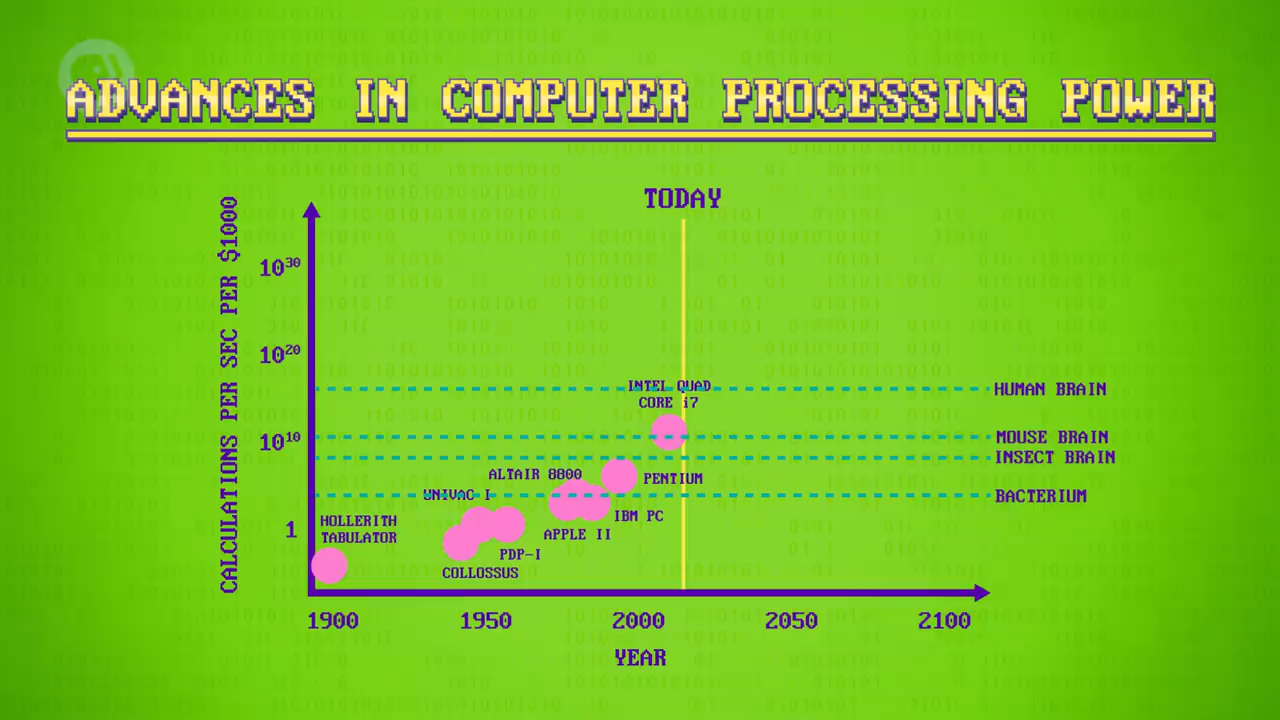 ADVANCES IN COMPUTER PROCESSING POWER
TODAY
CALCULATIONS PER SEC PER $1000
10³⁰
10²⁰
10¹⁰
1
INTEL QUAD
CORE i7
HUMAN BRAIN
MOUSE BRAIN
INSECT BRAIN
BACTERIUM
ALTAIR 8800
PENTIUM
UNIVAC I
IBM PC
HOLLERITH
TABULATOR
APPLE II
PDP-I
COLLOSSUS
1900 1950 2000 2050 2100
YEAR